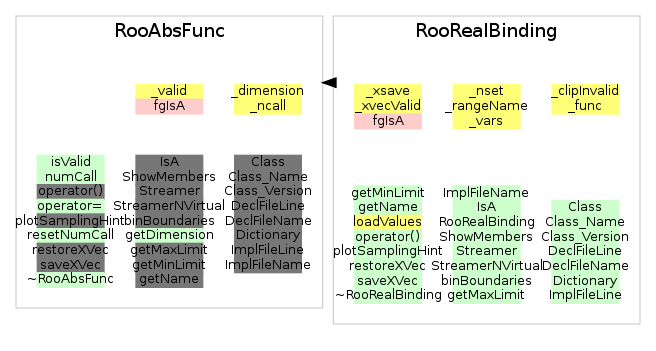 RooAbsFunc
_valid
fgIsA
_dimension
_ncall
isValid
numCall
operator()
operator=
plotSamplingHint
resetNumCall
restoreXVec
saveXVec
~RooAbsFunc
IsA
ShowMembers
Streamer
StreamerNVirtual
binBoundaries
getDimension
getMaxLimit
getMinLimit
getName
Class
Class_Name
Class_Version
DeclFileLine
DeclFileName
Dictionary
ImplFileLine
ImplFileName
RooRealBinding
_xsave
_xvecValid
fgIsA
_nset
_rangeName
_vars
_clipInvalid
_func
getMinLimit
getName
loadValues
operator()
plotSamplingHint
restoreXVec
saveXVec
~RooRealBinding
ImplFileName
IsA
RooRealBinding
ShowMembers
Streamer
StreamerNVirtual
binBoundaries
getMaxLimit
Class
Class_Name
Class_Version
DeclFileLine
DeclFileName
Dictionary
ImplFileLine